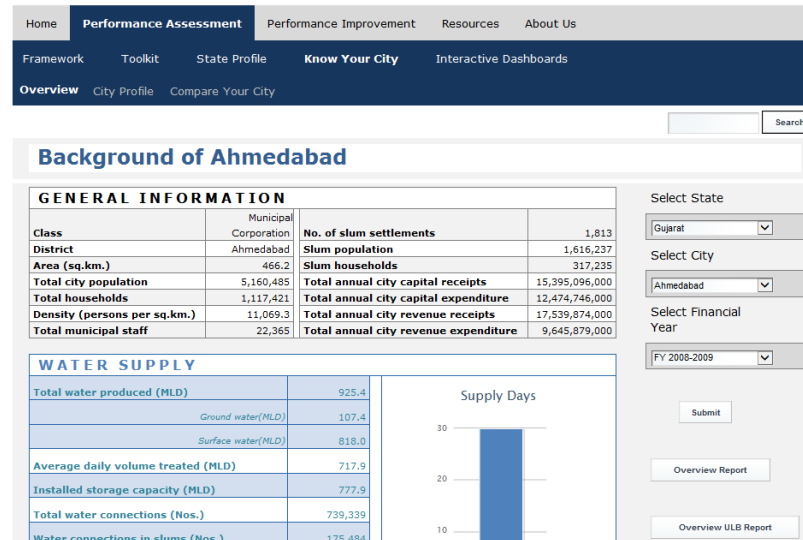 Home Performance Assessment Performance Improvement Resources About Us
Framework Toolkit State Profile Know Your City Interactive Dashboards
Overview City Profile Compare Your City
Search
Background of Ahmedabad
GENERAL INFORMATION
Class Municipal Corporation No. of slum settlements 1,813
District Ahmedabad Slum population 1,616,237
Area (sq.km.) 466.2 Slum households 317,235
Total city population 5,160,485 Total annual city capital receipts 15,395,096,000
Total households 1,117,421 Total annual city capital expenditure 12,474,746,000
Density (persons per sq.km.) 11,069.3 Total annual city revenue receipts 17,539,874,000
Total municipal staff 22,365 Total annual city revenue expenditure 9,645,879,000
WATER SUPPLY
Total water produced (MLD) 925.4
Ground water(MLD) 107.4
Surface water(MLD) 818.0
Average daily volume treated (MLD) 717.9
Installed storage capacity (MLD) 777.9
Total water connections (Nos.) 739,339
Water connections in slums (Nos.) 175,484
Supply Days
30
20
10
Select State
Gujarat
Select City
Ahmedabad
Select Financial
Year
FY 2008-2009
Submit
Overview Report
Overview ULB Report